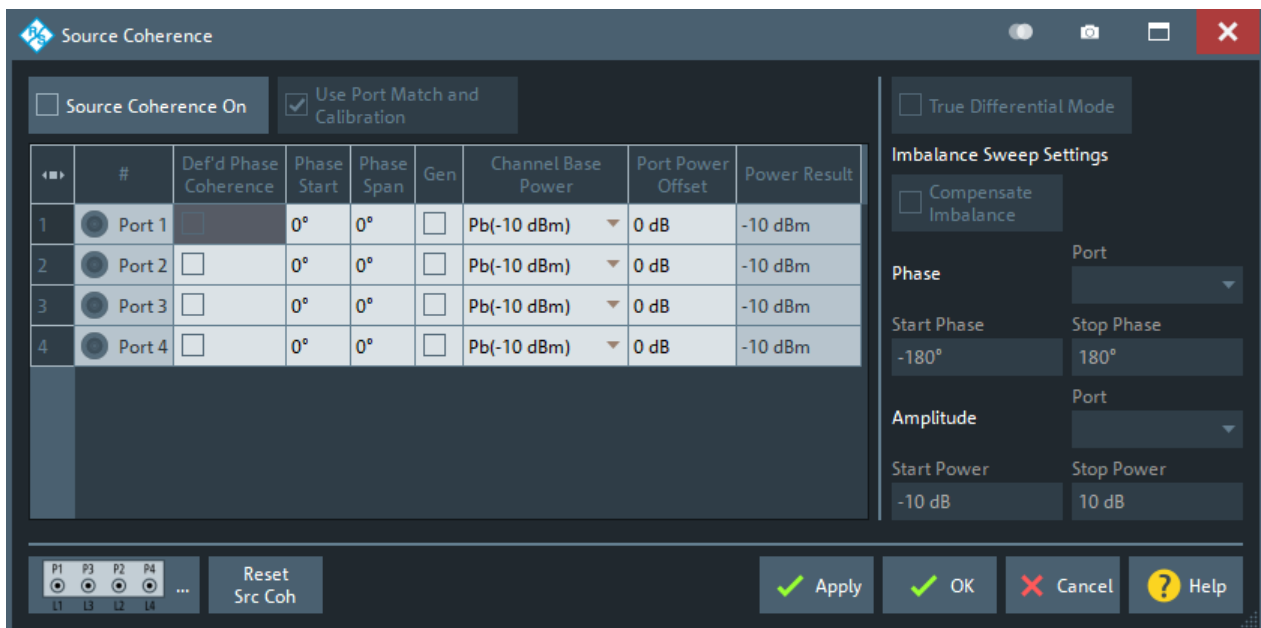 R&S Source Coherence
Source Coherence On
Use Port Match and
Calibration
# Def'd Phase Coherence Phase Start Phase Span Gen Channel Base Power Port Power Offset Power Result
1 Port 1 0° 0° Pb(-10 dBm) 0 dB -10 dBm
2 Port 2 0° 0° Pb(-10 dBm) 0 dB -10 dBm
3 Port 3 0° 0° Pb(-10 dBm) 0 dB -10 dBm
4 Port 4 0° 0° Pb(-10 dBm) 0 dB -10 dBm
True Differential Mode
Imbalance Sweep Settings
Compensate
Imbalance
Port
Phase
Start Phase Stop Phase
-180° 180°
Port
Amplitude
Start Power Stop Power
-10 dB 10 dB
P1 P3 P2 P4
...
L1 L3 L2 L4
Reset
Src Coh
Apply OK Cancel ? Help